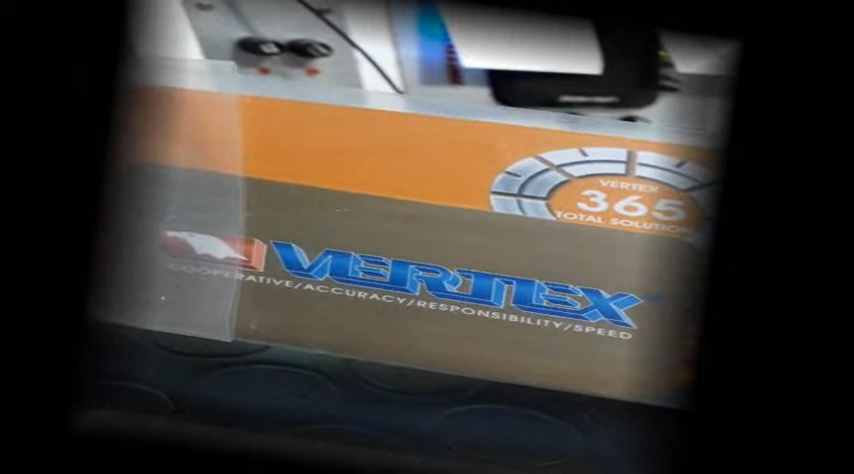 VERTEX
365
TOTAL SOLUTION
VERTEX
COOPERATIVE/ACCURACY/RESPONSIBILITY/SPEED